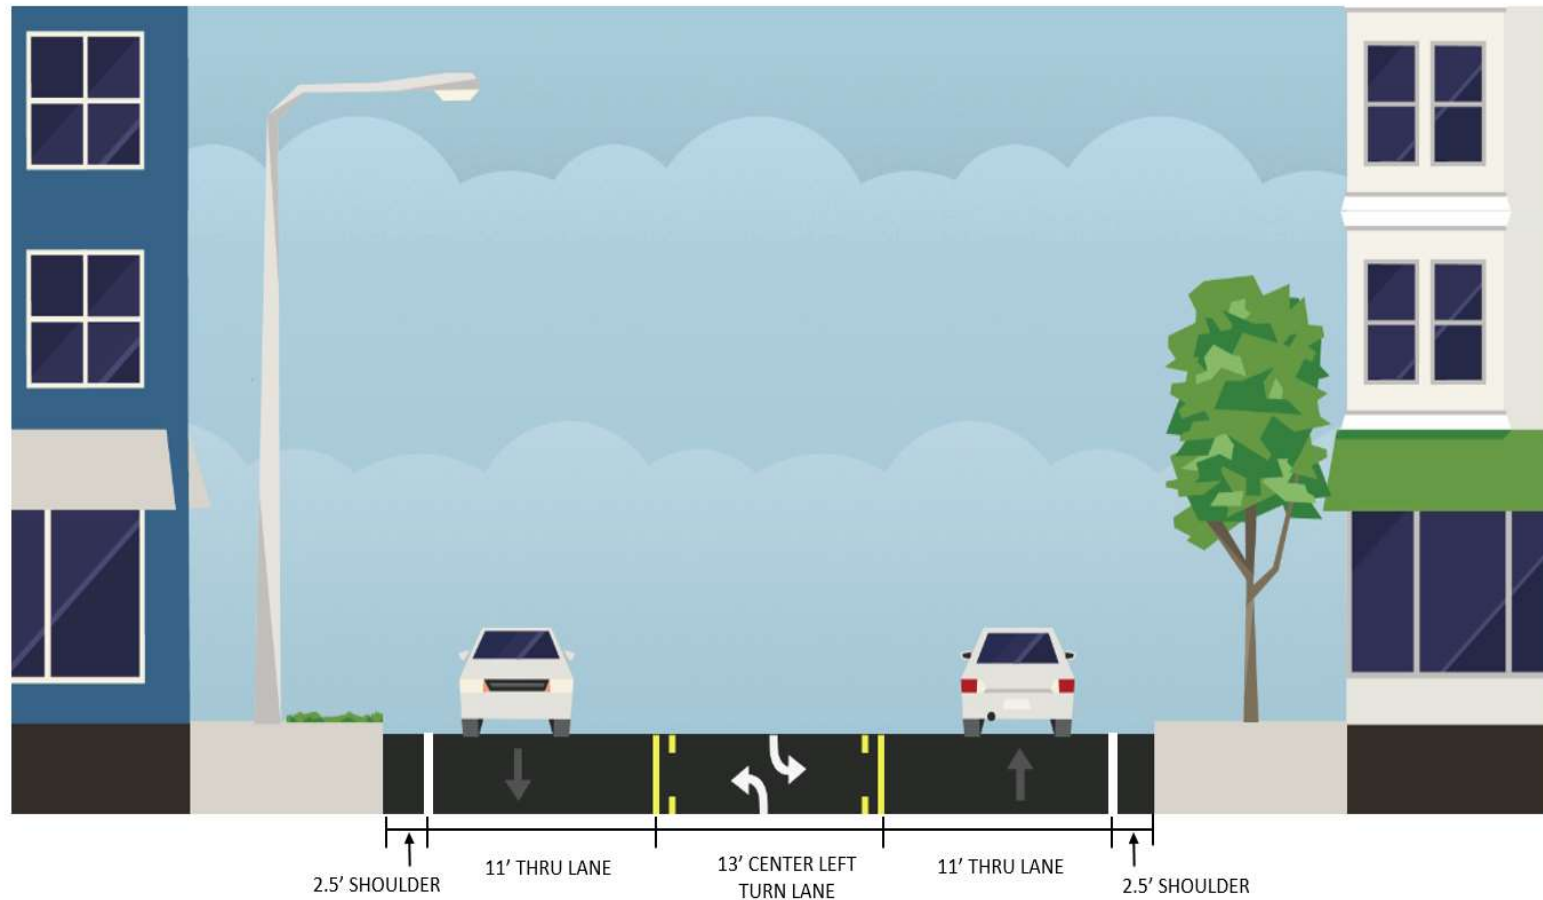 2.5’ SHOULDER
11’ THRU LANE
13’ CENTER LEFT
TURN LANE
11’ THRU LANE
2.5’ SHOULDER